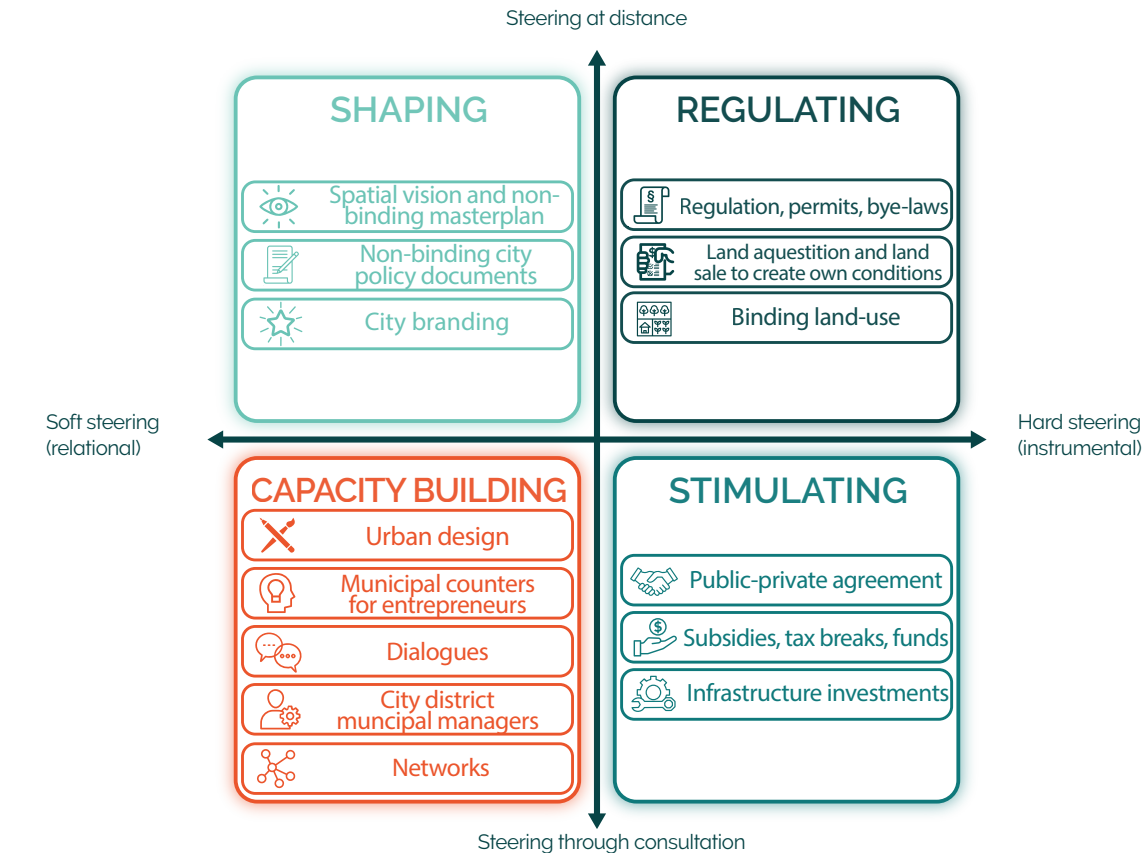 Steering at distance
SHAPING
Spatial vision and non-
binding masterplan
Non-binding city
policy documents
City branding
REGULATING
§
Regulation, permits, bye-laws
$
Land aquestition and land
sale to create own conditions
Binding land-use
Soft steering
(relational)
Hard steering
(instrumental)
CAPACITY BUILDING
Urban design
Municipal counters
for entrepreneurs
Dialogues
City district
muncipal managers
Networks
STIMULATING
Public-private agreement
$
Subsidies, tax breaks, funds
Infrastructure investments
Steering through consultation